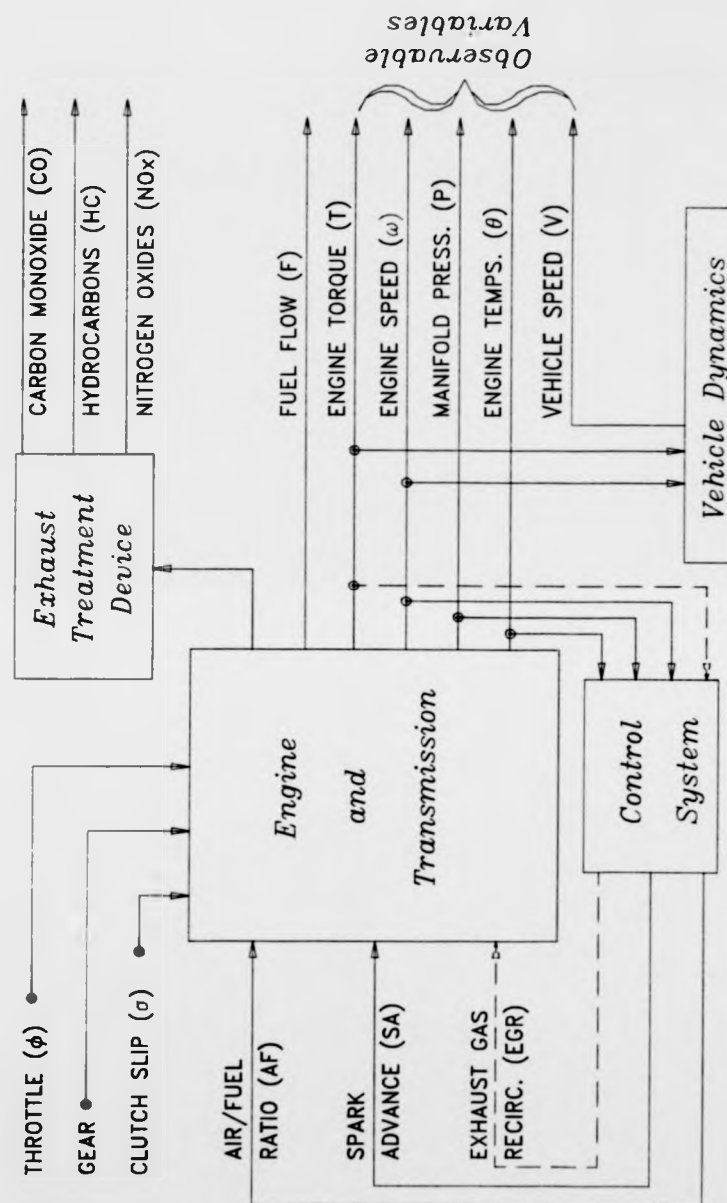 THROTTLE (ϕ)
GEAR
CLUTCH SLIP (σ)
AIR/FUEL
RATIO (AF)
SPARK
ADVANCE (SA)
EXHAUST GAS
RECIRC. (EGR)
Engine
and
Transmission
Control
System
Exhaust
Treatment
Device
CARBON MONOXIDE (CO)
HYDROCARBONS (HC)
NITROGEN OXIDES (NOx)
FUEL FLOW (F)
ENGINE TORQUE (T)
ENGINE SPEED (ω)
MANIFOLD PRESS. (P)
ENGINE TEMPS. (θ)
VEHICLE SPEED (V)
Vehicle Dynamics
Observable
Variables